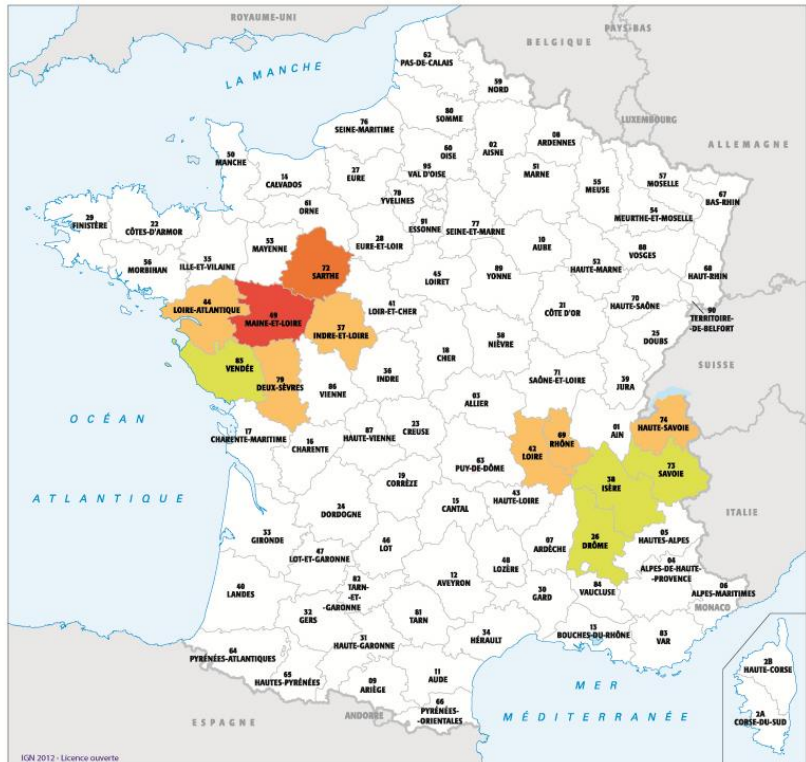 ROYAUME-UNI
PAYS-BAS
BELGIQUE
LA MANCHE
62
PAS-DE-CALAIS
59
NORD
LUXEMBOURG
ALLEMAGNE
80
SOMME
76
SEINE-MARITIME
02
AISNE
08
ARDENNES
60
OISE
50
MANCHE
14
CALVADOS
27
EURE
95
VAL D'OISE
51
MARNE
55
MEUSE
57
MOSELLE
67
BAS-RHIN
78
YVELINES
61
ORNE
54
MEURTHE-ET-MOSELLE
29
FINISTÈRE
22
CÔTES-D'ARMOR
91
ESSONNE
77
SEINE-ET-MARNE
53
MAYENNE
28
EURE-ET-LOIR
10
AUBE
88
VOSGES
35
ILLE-ET-VILAINE
56
MORBIHAN
72
SARTHE
52
HAUTE-MARNE
68
HAUT-RHIN
45
LOIRET
89
YONNE
44
LOIRE-ATLANTIQUE
49
MAINE-ET-LOIRE
37
INDRE-ET-LOIRE
41
LOIR-ET-CHER
21
CÔTE D'OR
70
HAUTE-SAÔNE
90
TERRITOIRE-
-DE-BELFORT
25
DOUBS
58
NIÈVRE
18
CHER
SUISSE
85
VENDÉE
79
DEUX-SÈVRES
86
VIENNE
36
INDRE
71
SAÔNE-ET-LOIRE
39
JURA
03
ALLIER
OCÉAN
17
CHARENTE-MARITIME
16
CHARENTE
87
HAUTE-VIENNE
23
CREUSE
01
AIN
74
HAUTE-SAVOIE
69
RHÔNE
42
LOIRE
63
PUY-DE-DÔME
73
SAVOIE
38
ISÈRE
19
CORRÈZE
ATLANTIQUE
24
DORDOGNE
15
CANTAL
43
HAUTE-LOIRE
ITALIE
33
GIRONDE
46
LOT
07
ARDÈCHE
26
DRÔME
05
HAUTES-ALPES
47
LOT-ET-GARONNE
48
LOZÈRE
04
ALPES-DE-HAUTE-
-PROVENCE
40
LANDES
82
TARN-
-ET-
GARONNE
12
AVEYRON
30
GARD
84
VAUCLUSE
06
ALPES-MARITIMES
MONACO
32
GERS
81
TARN
34
HÉRAULT
13
BOUCHES-DU-RHÔNE
83
VAR
31
HAUTE-GARONNE
64
PYRÉNÉES-ATLANTIQUES
65
HAUTES-PYRÉNÉES
09
ARIÈGE
11
AUDE
66
PYRÉNÉES-
-ORIENTALES
ESPAGNE
ANDORRE
MER
MÉDITERRANÉE
2B
HAUTE-CORSE
2A
CORSE-DU-SUD
IGN 2012 - Licence ouverte